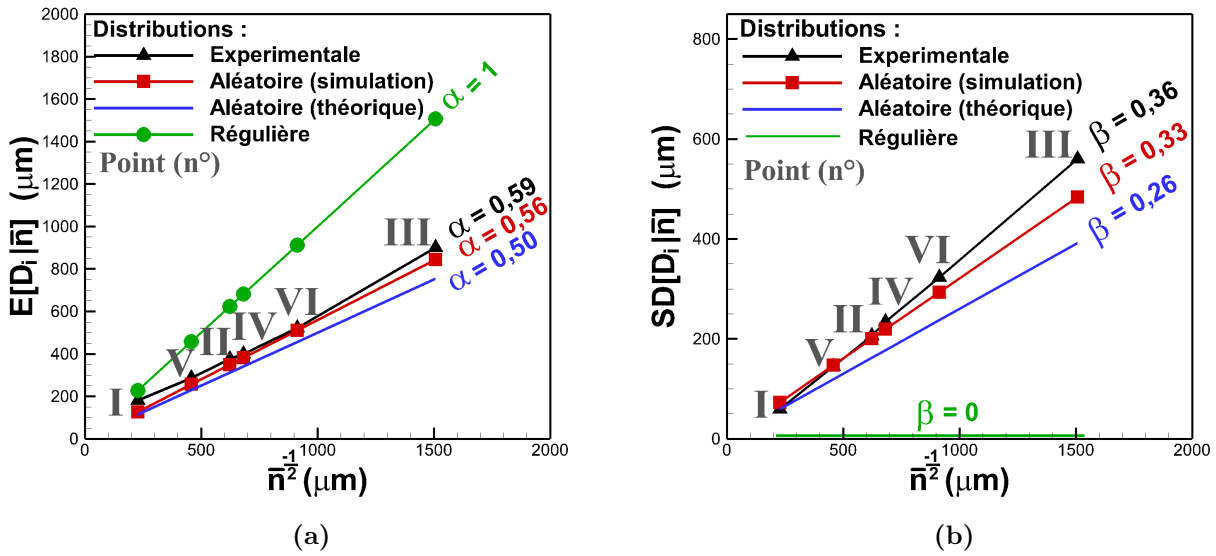 2000
1800
1600
1400
1200
1000
800
600
400
200
0
E[Dᵢ|n̅] (μm)
Distributions :
Experimentale
Aléatoire (simulation)
Aléatoire (théorique)
Régulière
Point (n°)
α = 1
α = 0,59
α = 0,56
α = 0,50
I
V
II
IV
VI
III
0 500 1000 1500 2000
n̅^(-1/2) (μm)
(a)
800
600
400
200
0
SD[Dᵢ|n̅] (μm)
Distributions :
Experimentale
Aléatoire (simulation)
Aléatoire (théorique)
Régulière
Point (n°)
β = 0,36
β = 0,33
β = 0,26
β = 0
I
V
II
IV
VI
III
0 500 1000 1500 2000
n̅^(-1/2) (μm)
(b)